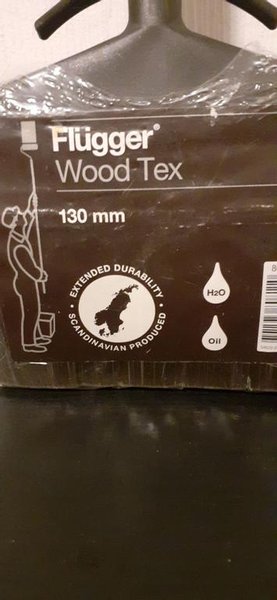 Flügger®
Wood Tex
130 mm
• EXTENDED DURABILITY •
SCANDINAVIAN PRODUCED
H2O
Oil